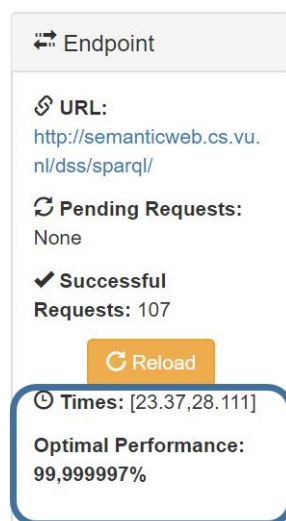 Endpoint
URL:
http://semanticweb.cs.vu.
nl/dss/sparql/
Pending Requests:
None
Successful
Requests: 107
Reload
Times: [23.37,28.111]
Optimal Performance:
99,999997%